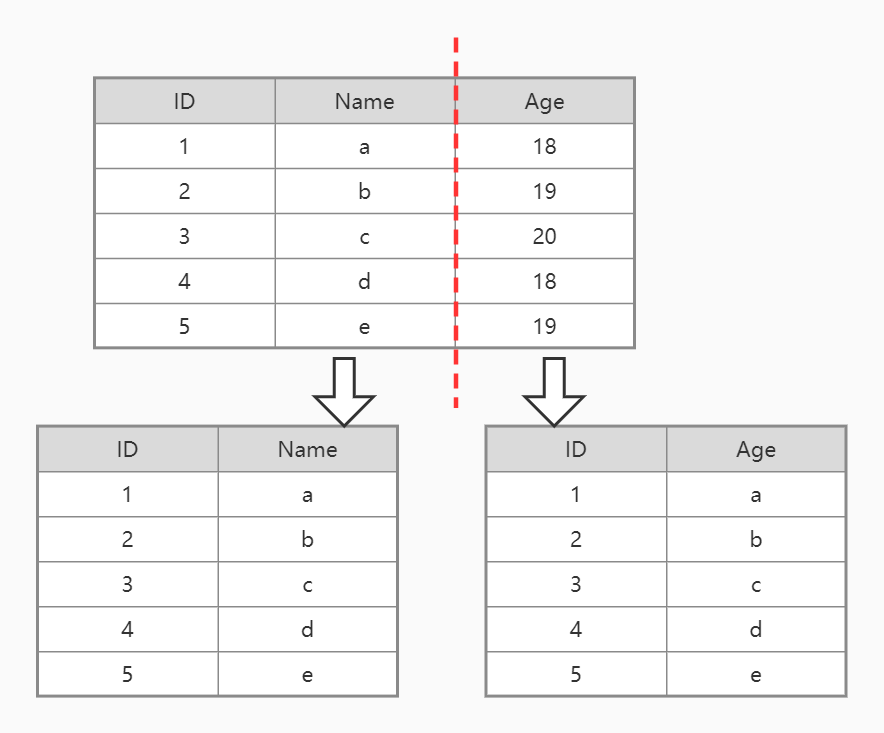 ID Name Age
1 a 18
2 b 19
3 c 20
4 d 18
5 e 19
ID Name
1 a
2 b
3 c
4 d
5 e
ID Age
1 a
2 b
3 c
4 d
5 e